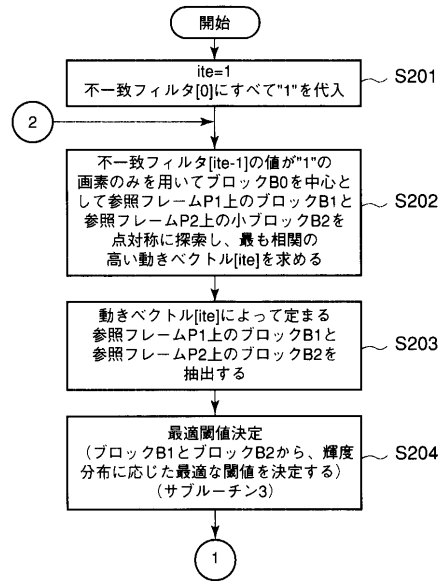 開始
ite=1
不一致フィルタ[0]にすべて"1"を代入
S201
2
不一致フィルタ[ite-1]の値が"1"の
画素のみを用いてブロックB0を中心と
して参照フレームP1上のブロックB1と
参照フレームP2上の小ブロックB2を
点対称に探索し、最も相関の
高い動きベクトル[ite]を求める
S202
動きベクトル[ite]によって定まる
参照フレームP1上のブロックB1と
参照フレームP2上のブロックB2を
抽出する
S203
最適閾値決定
(ブロックB1とブロックB2から、輝度
分布に応じた最適な閾値を決定する)
(サブルーチン3)
S204
1